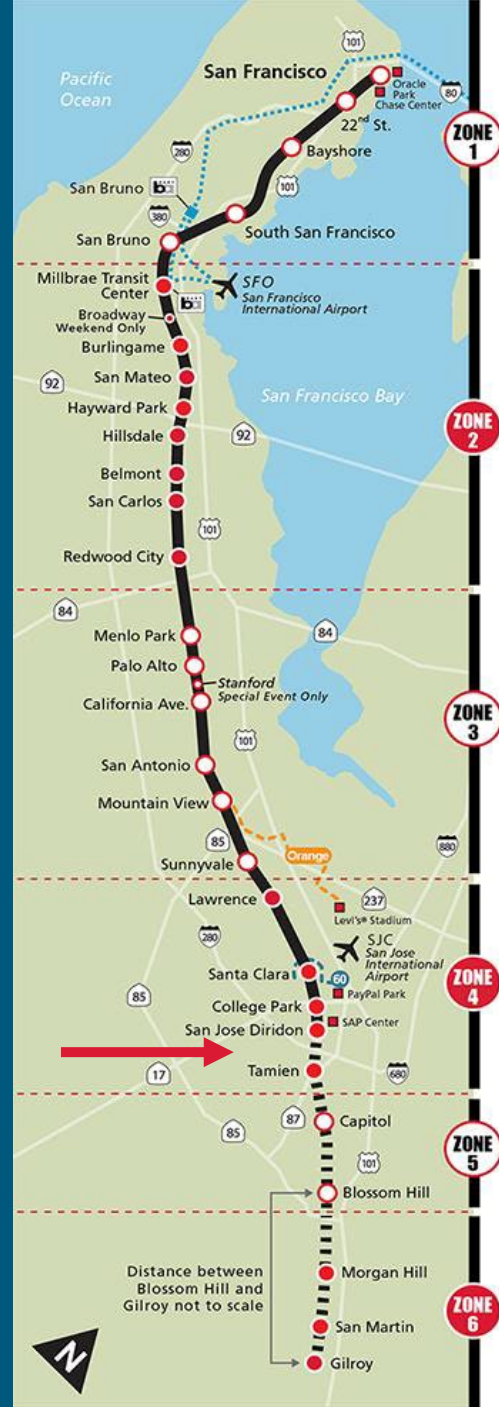 101
Pacific
Ocean
San Francisco
Oracle
Park
Chase Center
80
22nd St.
ZONE
1
280
Bayshore
San Bruno
ba
101
380
South San Francisco
San Bruno
Millbrae Transit
Center
ba
SFO
San Francisco
International Airport
Broadway
Weekend Only
Burlingame
92
San Mateo
San Francisco Bay
Hayward Park
ZONE
2
Hillsdale
92
Belmont
San Carlos
101
Redwood City
84
Menlo Park
84
Palo Alto
Stanford
Special Event Only
California Ave.
ZONE
3
101
San Antonio
Mountain View
85
880
Orange
Sunnyvale
Lawrence
237
Levi's® Stadium
280
SJC
San Jose
International
Airport
Santa Clara
60
ZONE
4
85
PayPal Park
College Park
SAP Center
San Jose Diridon
17
Tamien
680
87
Capitol
85
ZONE
5
101
Blossom Hill
Distance between
Blossom Hill and
Gilroy not to scale
Morgan Hill
ZONE
6
San Martin
N
Gilroy